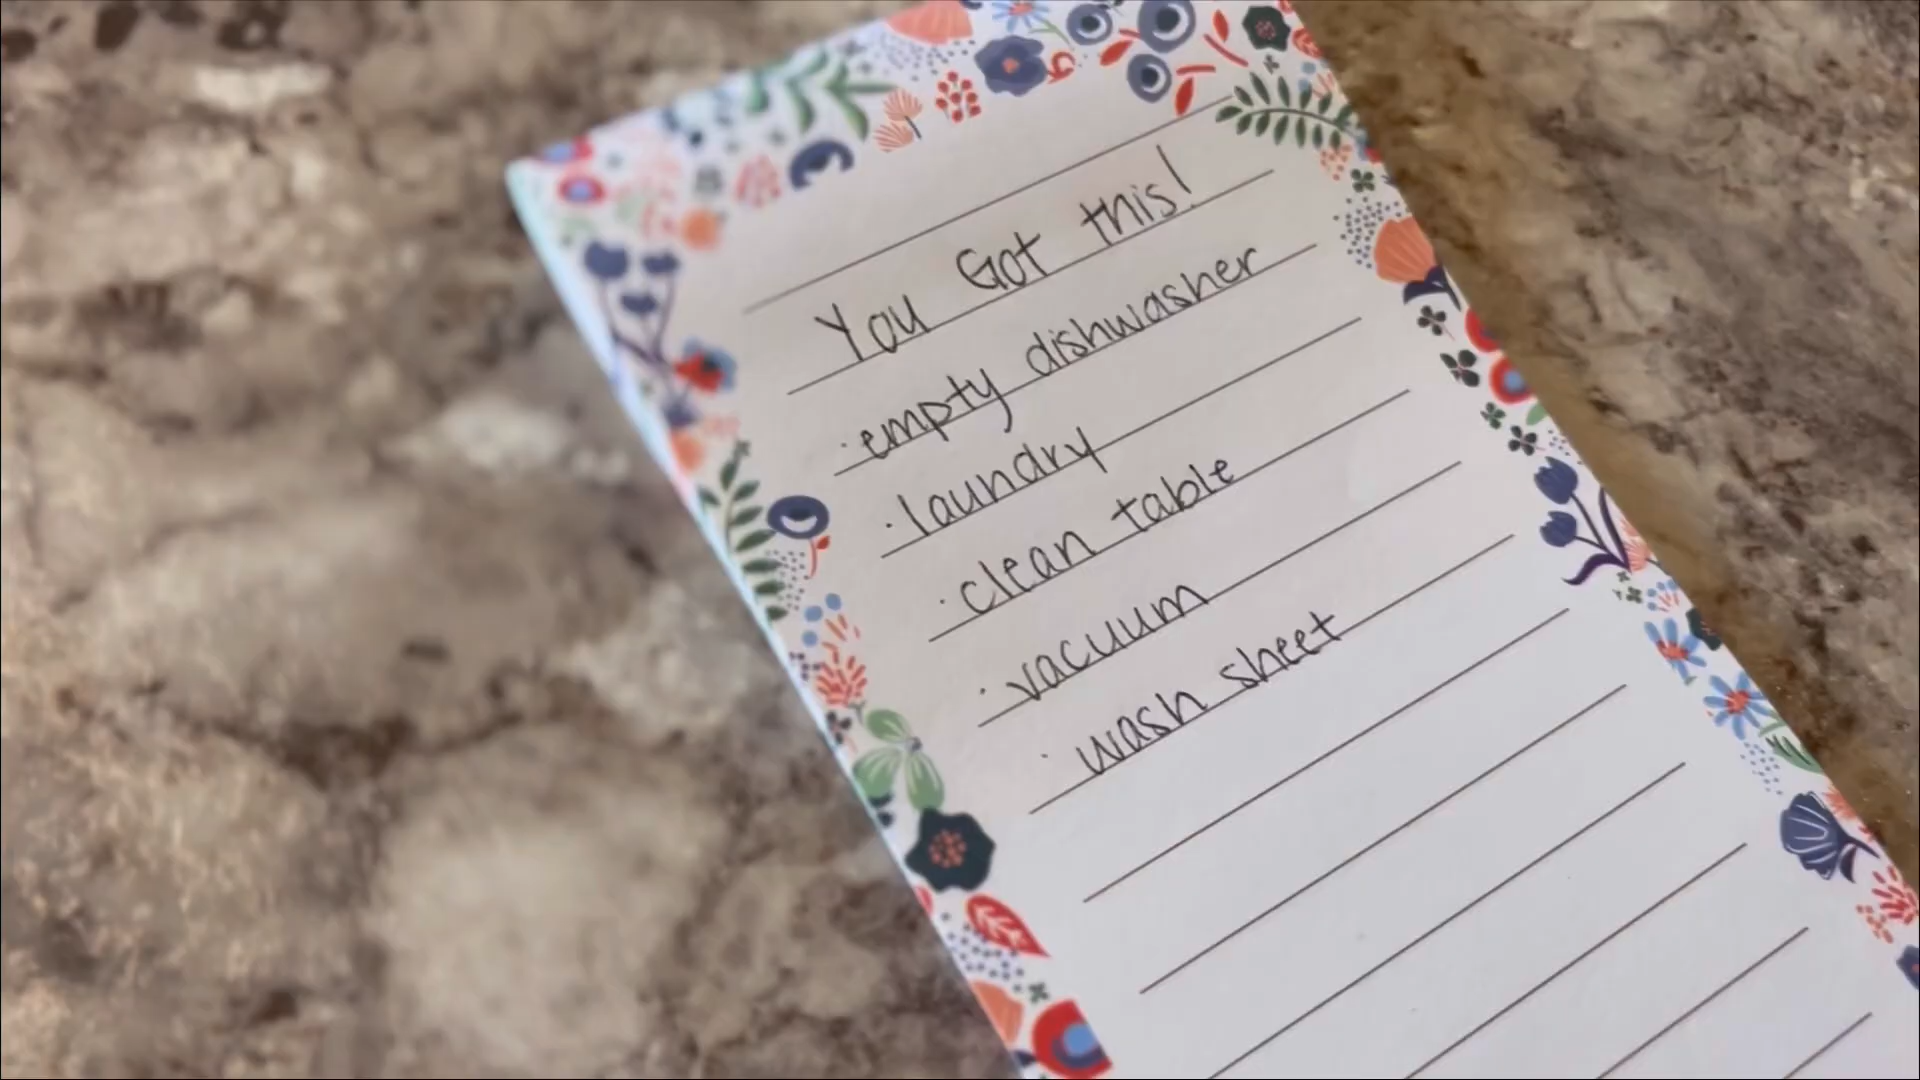 You Got this!
· empty dishwasher
· laundry
· clean table
· vacuum
· wash sheet